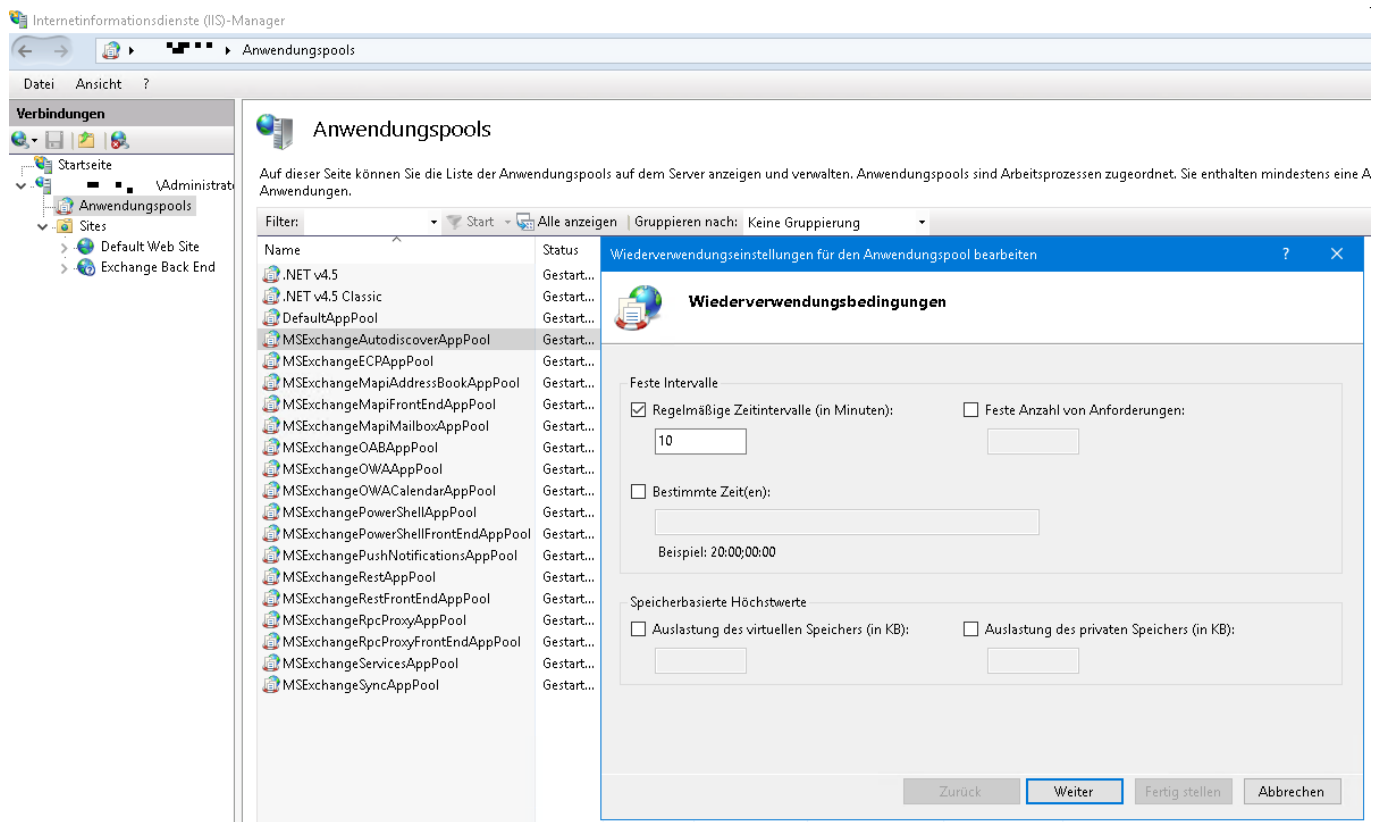 Internetinformationsdienste (IIS)-Manager
Anwendungspools
Datei Ansicht ?
Verbindungen
Startseite
\Administrat
Anwendungspools
Sites
Default Web Site
Exchange Back End
Anwendungspools
Auf dieser Seite können Sie die Liste der Anwendungspools auf dem Server anzeigen und verwalten. Anwendungspools sind Arbeitsprozessen zugeordnet. Sie enthalten mindestens eine A
Anwendungen.
Filter: Start Alle anzeigen Gruppieren nach: Keine Gruppierung
Name Status
.NET v4.5 Gestart...
.NET v4.5 Classic Gestart...
DefaultAppPool Gestart...
MSExchangeAutodiscoverAppPool Gestart...
MSExchangeECPAppPool Gestart...
MSExchangeMapiAddressBookAppPool Gestart...
MSExchangeMapiFrontEndAppPool Gestart...
MSExchangeMapiMailboxAppPool Gestart...
MSExchangeOABAppPool Gestart...
MSExchangeOWAAppPool Gestart...
MSExchangeOWACalendarAppPool Gestart...
MSExchangePowerShellAppPool Gestart...
MSExchangePowerShellFrontEndAppPool Gestart...
MSExchangePushNotificationsAppPool Gestart...
MSExchangeRestAppPool Gestart...
MSExchangeRestFrontEndAppPool Gestart...
MSExchangeRpcProxyAppPool Gestart...
MSExchangeRpcProxyFrontEndAppPool Gestart...
MSExchangeServicesAppPool Gestart...
MSExchangeSyncAppPool Gestart...
Wiederverwendungseinstellungen für den Anwendungspool bearbeiten ?
Wiederverwendungsbedingungen
Feste Intervalle
Regelmäßige Zeitintervalle (in Minuten): Feste Anzahl von Anforderungen:
10
Bestimmte Zeit(en):
Beispiel: 20:00;00:00
Speicherbasierte Höchstwerte
Auslastung des virtuellen Speichers (in KB): Auslastung des privaten Speichers (in KB):
Zurück Weiter Fertig stellen Abbrechen